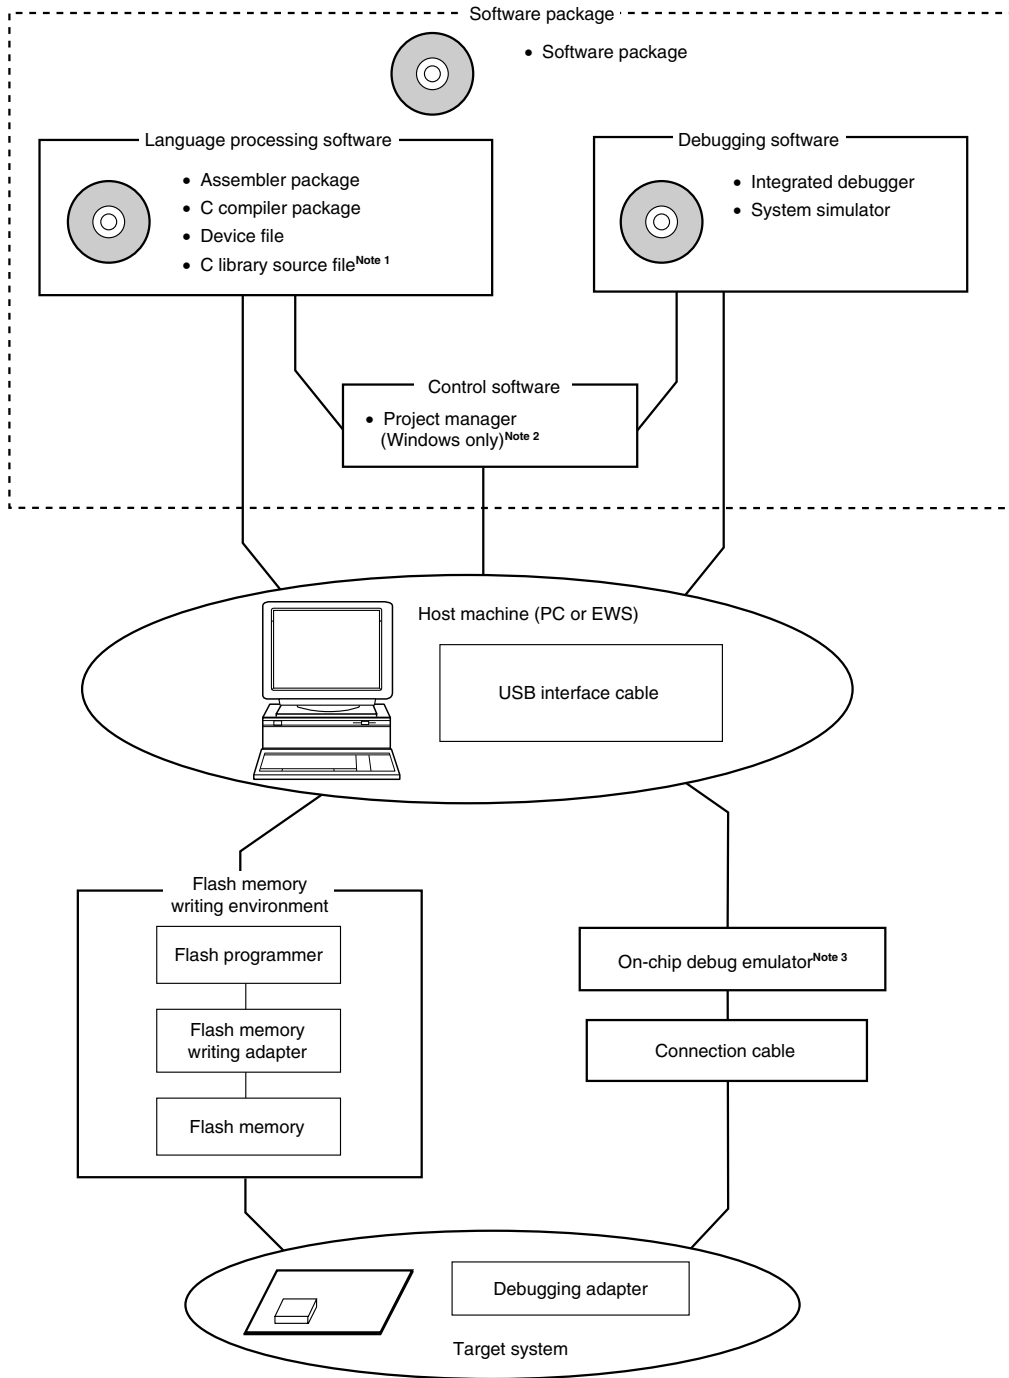 Software package
• Software package
Language processing software
• Assembler package
• C compiler package
• Device file
• C library source fileNote 1
Debugging software
• Integrated debugger
• System simulator
Control software
• Project manager
(Windows only)Note 2
Host machine (PC or EWS)
USB interface cable
Flash memory
writing environment
Flash programmer
Flash memory
writing adapter
Flash memory
On-chip debug emulatorNote 3
Connection cable
Debugging adapter
Target system